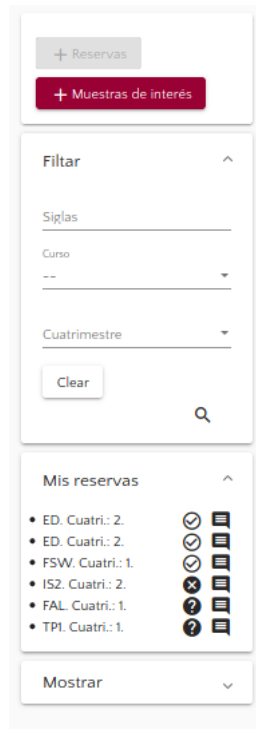 + Reservas
+ Muestras de interés
Filtar
Siglas
Curso
--
Cuatrimestre
Clear
Mis reservas
• ED. Cuatri.: 2.
• ED. Cuatri.: 2.
• FSW. Cuatri.: 1.
• IS2. Cuatri.: 2.
• FAL. Cuatri.: 1.
• TP1. Cuatri.: 1.
Mostrar